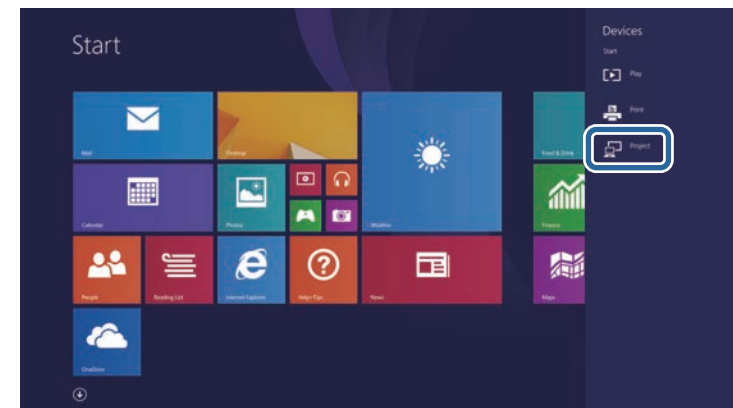 Start
Devices
Start
Play
Print
Project
Mail
Desktop
Food & Drink
Calendar
Photos
Weather
Finance
People
Reading List
Internet Explorer
Help+Tips
News
Maps
OneDrive